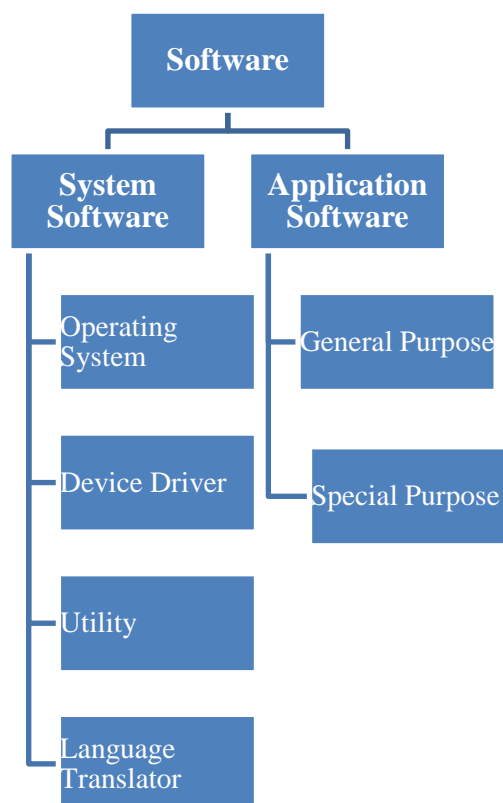 Software
System
Software
Application
Software
Operating
System
General Purpose
Device Driver
Special Purpose
Utility
Language
Translator